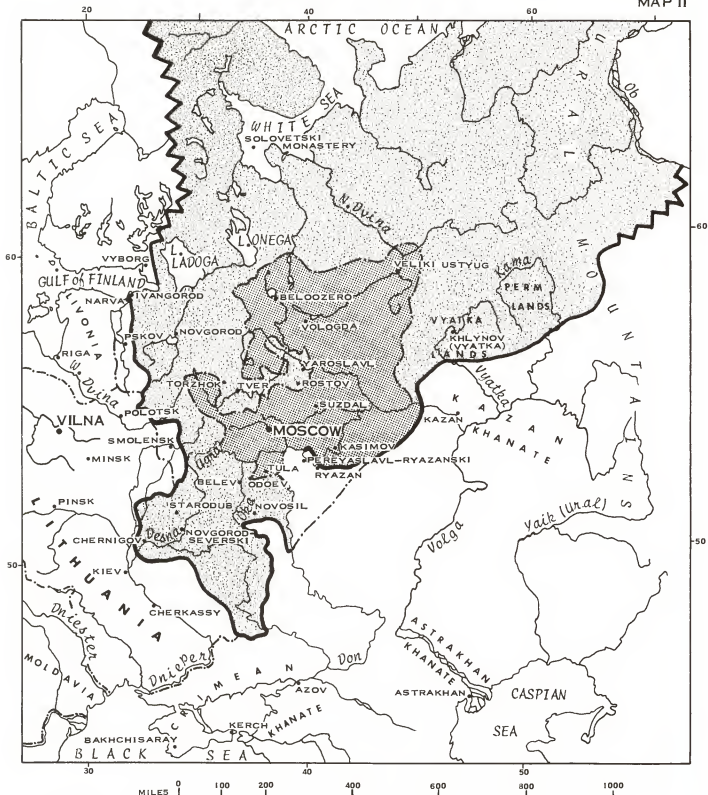 MAP II
20
40
60
ARCTIC OCEAN
URAL
Ob
WHITE SEA
SOLOVETSKI
MONASTERY
BALTIC SEA
N. Dvina
L. ONEGA
60
60
VYBORG
L. LADOGA
VELIKI USTYUG
MOUNTAINS
GULF of FINLAND
Kama
PERM
LANDS
NARVA
IVANGOROD
BELOOZERO
LIVONIA
VOLOGDA
VYATKA
LANDS
PSKOV
NOVGOROD
KHLYNOV
(VYATKA)
RIGA
YAROSLAVL
W. Dvina
TORZHOK
TVER
ROSTOV
Vyatka
POLOTSK
SUZDAL
KAZAN
KAZAN
KHANATE
VILNA
MOSCOW
SMOLENSK
Ugra
KASIMOV
MINSK
PEREYASLAVL-RYAZANSKI
TULA
RYAZAN
BELEV
ODOEV
LITHUANIA
PINSK
Oka
STARODUB
NOVOSIL
Volga
Yaik (Ural)
CHERNIGOV
Desna
NOVGOROD-
SEVERSKI
50
50
KIEV
Dniester
CHERKASSY
ASTRAKHAN
KHANATE
MOLDAVIA
Dnieper
Don
CRIMEAN
KHANATE
AZOV
ASTRAKHAN
CASPIAN
SEA
KERCH
BAKHCHISARAY
BLACK SEA
30
40
50
MILES 0 100 200 400 600 800 1000